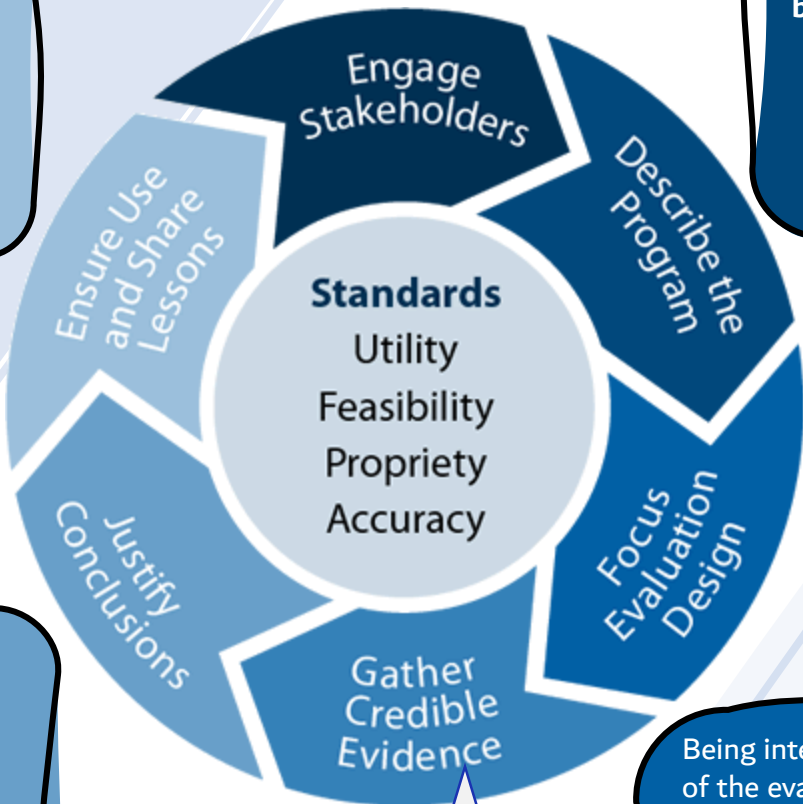 Engage
Stakeholders
Describe the
Program
Focus
Evaluation
Design
Gather
Credible
Evidence
Justify
Conclusions
Ensure Use
and Share
Lessons
Standards
Utility
Feasibility
Propriety
Accuracy
Being inte
of the eva